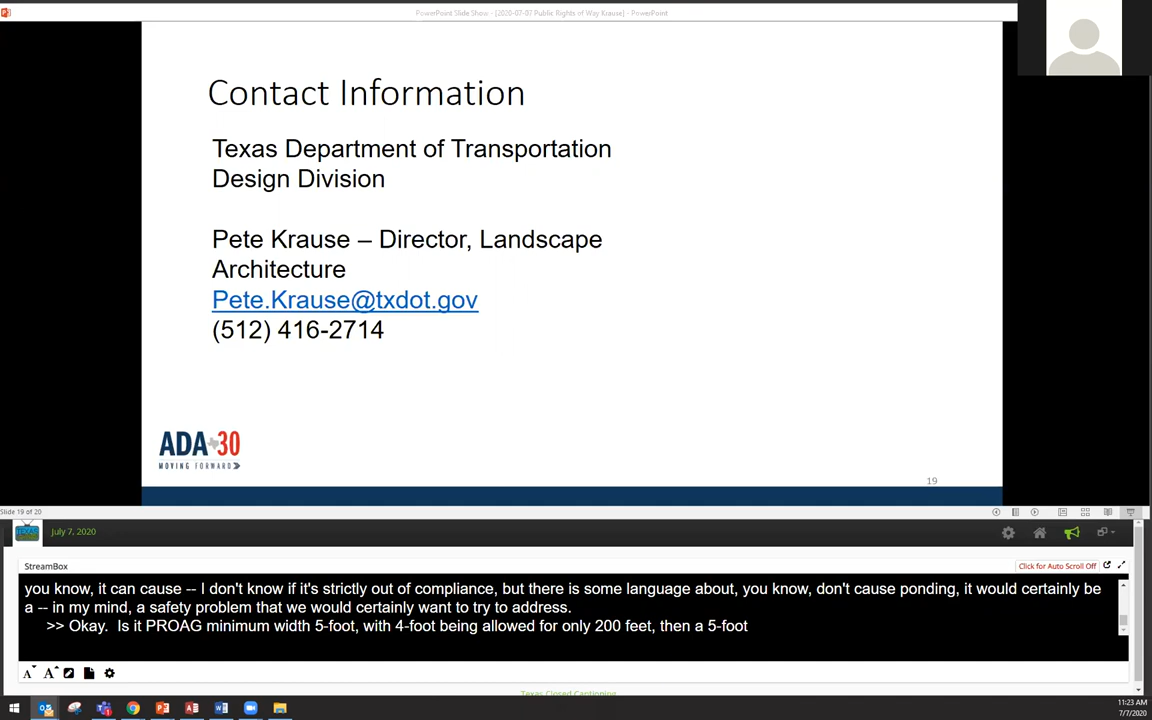 PowerPoint Slide Show - [2020-07-07 Public Rights of Way Krause] - PowerPoint
Contact Information
Texas Department of Transportation
Design Division
Pete Krause – Director, Landscape
Architecture
Pete.Krause@txdot.gov
(512) 416-2714
ADA 30
MOVING FORWARD
19
Slide 19 of 20
July 7, 2020
StreamBox
Click for Auto Scroll Off
you know, it can cause -- I don't know if it's strictly out of compliance, but there is some language about, you know, don't cause ponding, it would certainly be
a -- in my mind, a safety problem that we would certainly want to try to address.
>> Okay. Is it PROAG minimum width 5-foot, with 4-foot being allowed for only 200 feet, then a 5-foot
A A
Texas Closed Captioning
11:23 AM
7/7/2020